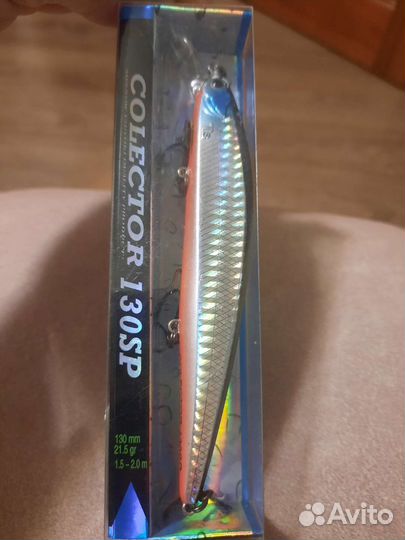 COLECTOR 130SP
130 mm
21.5 gr
1.5 - 2.0 m
Avito